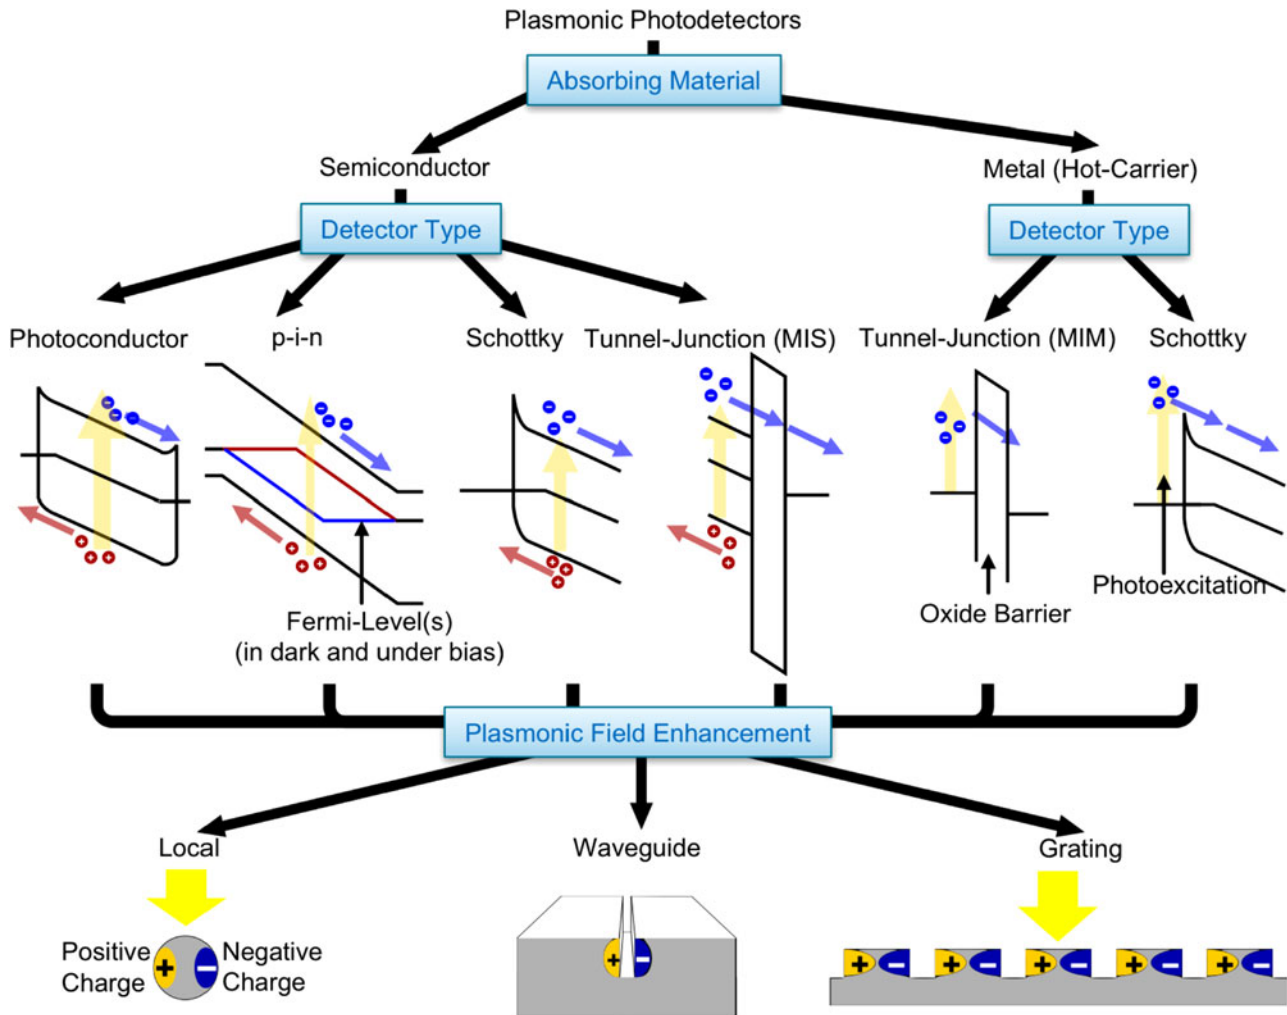 Plasmonic Photodetectors
Absorbing Material
Semiconductor
Metal (Hot-Carrier)
Detector Type
Detector Type
Photoconductor
p-i-n
Schottky
Tunnel-Junction (MIS)
Tunnel-Junction (MIM)
Schottky
Fermi-Level(s)
(in dark and under bias)
Oxide Barrier
Photoexcitation
Plasmonic Field Enhancement
Local
Waveguide
Grating
Positive
Charge
Negative
Charge